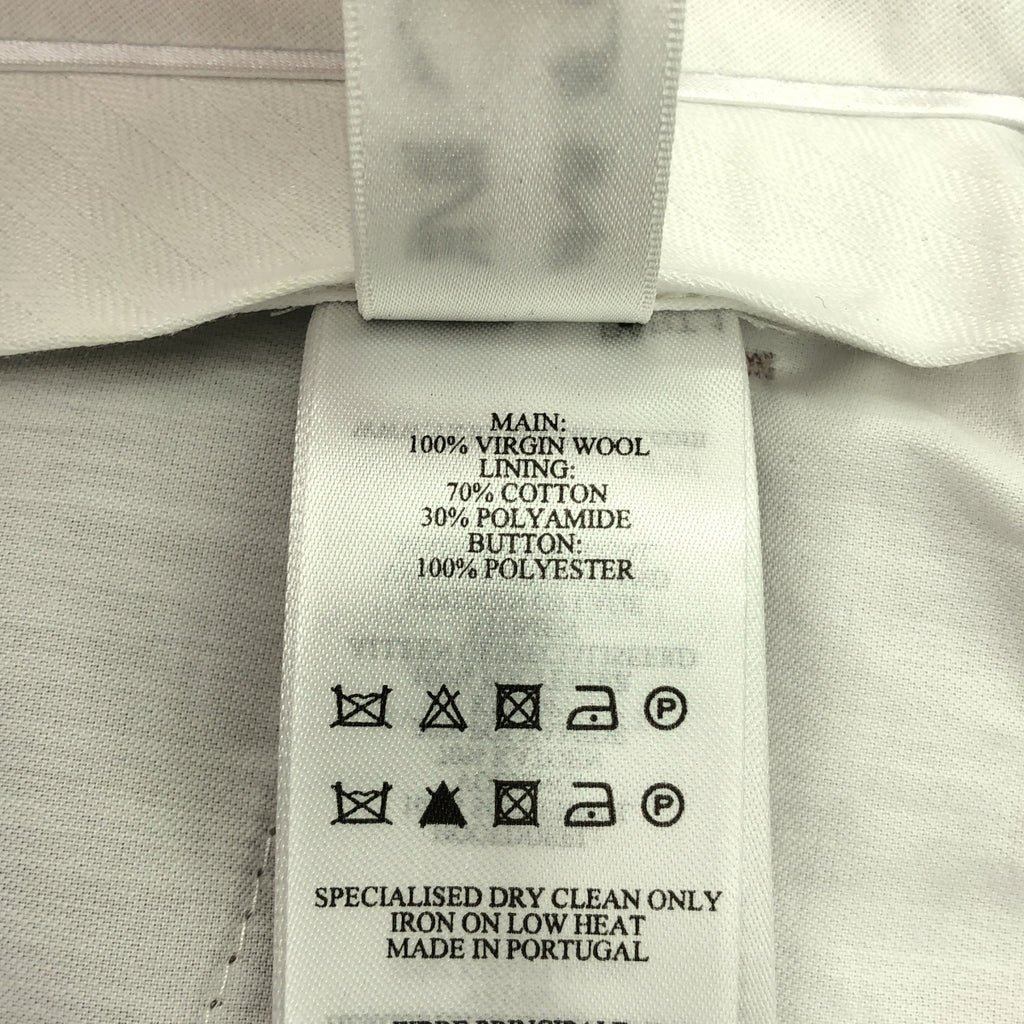 MAIN:
100% VIRGIN WOOL
LINING:
70% COTTON
30% POLYAMIDE
BUTTON:
100% POLYESTER
P
P
SPECIALISED DRY CLEAN ONLY
IRON ON LOW HEAT
MADE IN PORTUGAL